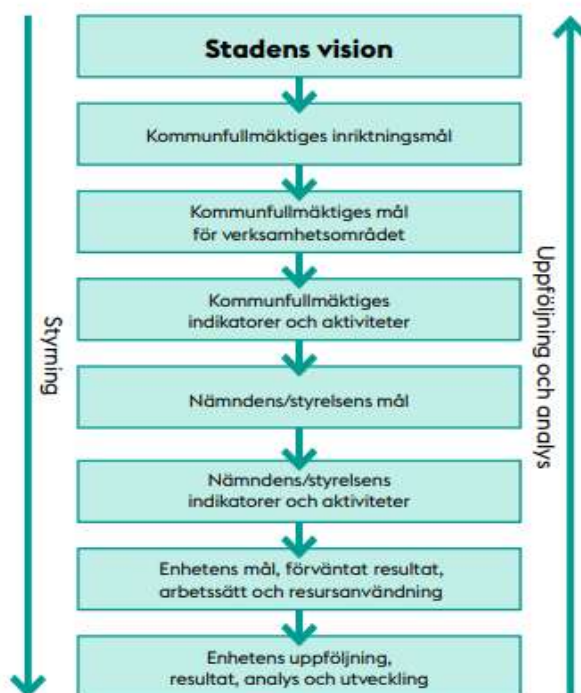 Stadens vision
Kommunfullmäktiges inriktningsmål
Kommunfullmäktiges mål
för verksamhetsområdet
Kommunfullmäktiges
indikatorer och aktiviteter
Nämndens/styrelsens mål
Nämndens/styrelsens
indikatorer och aktiviteter
Enhetens mål, förväntat resultat,
arbetssätt och resursanvändning
Enhetens uppföljning,
resultat, analys och utveckling
Styrning
Uppföljning och analys